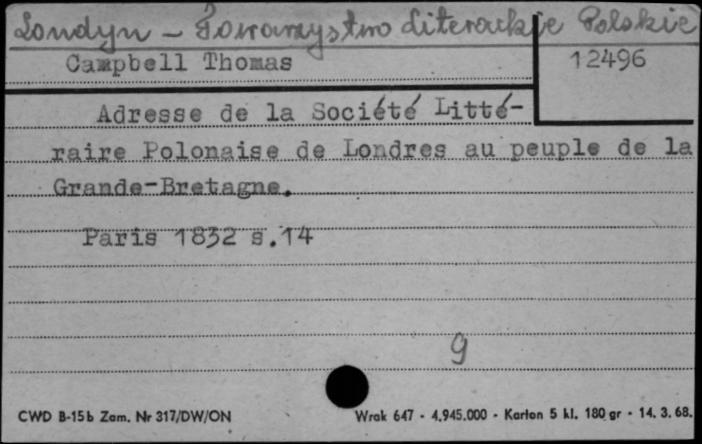 Londyn - Towarzystwo Literackie Polskie
Campbell Thomas
12496
Adresse de la Société Litté-
raire Polonaise de Londres au peuple de la
Grande-Bretagne.
Paris 1832 s.14
9
CWD B-15b Zam. Nr 317/DW/ON
Wrak 647 - 4.945.000 - Karton 5 kl. 180 gr - 14. 3. 68.